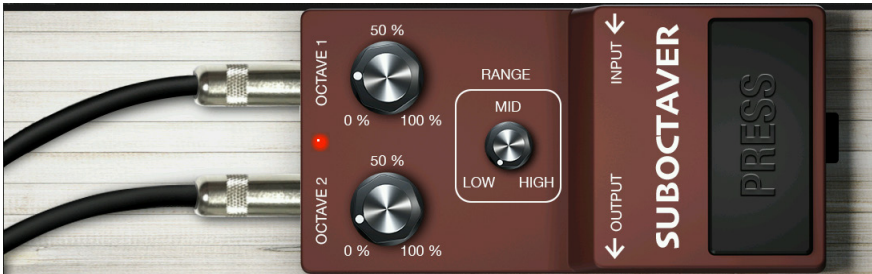 OCTAVE 1
50 %
0 %
100 %
RANGE
MID
LOW
HIGH
OCTAVE 2
50 %
0 %
100 %
INPUT
OUTPUT
SUBOCTAVER
PRESS